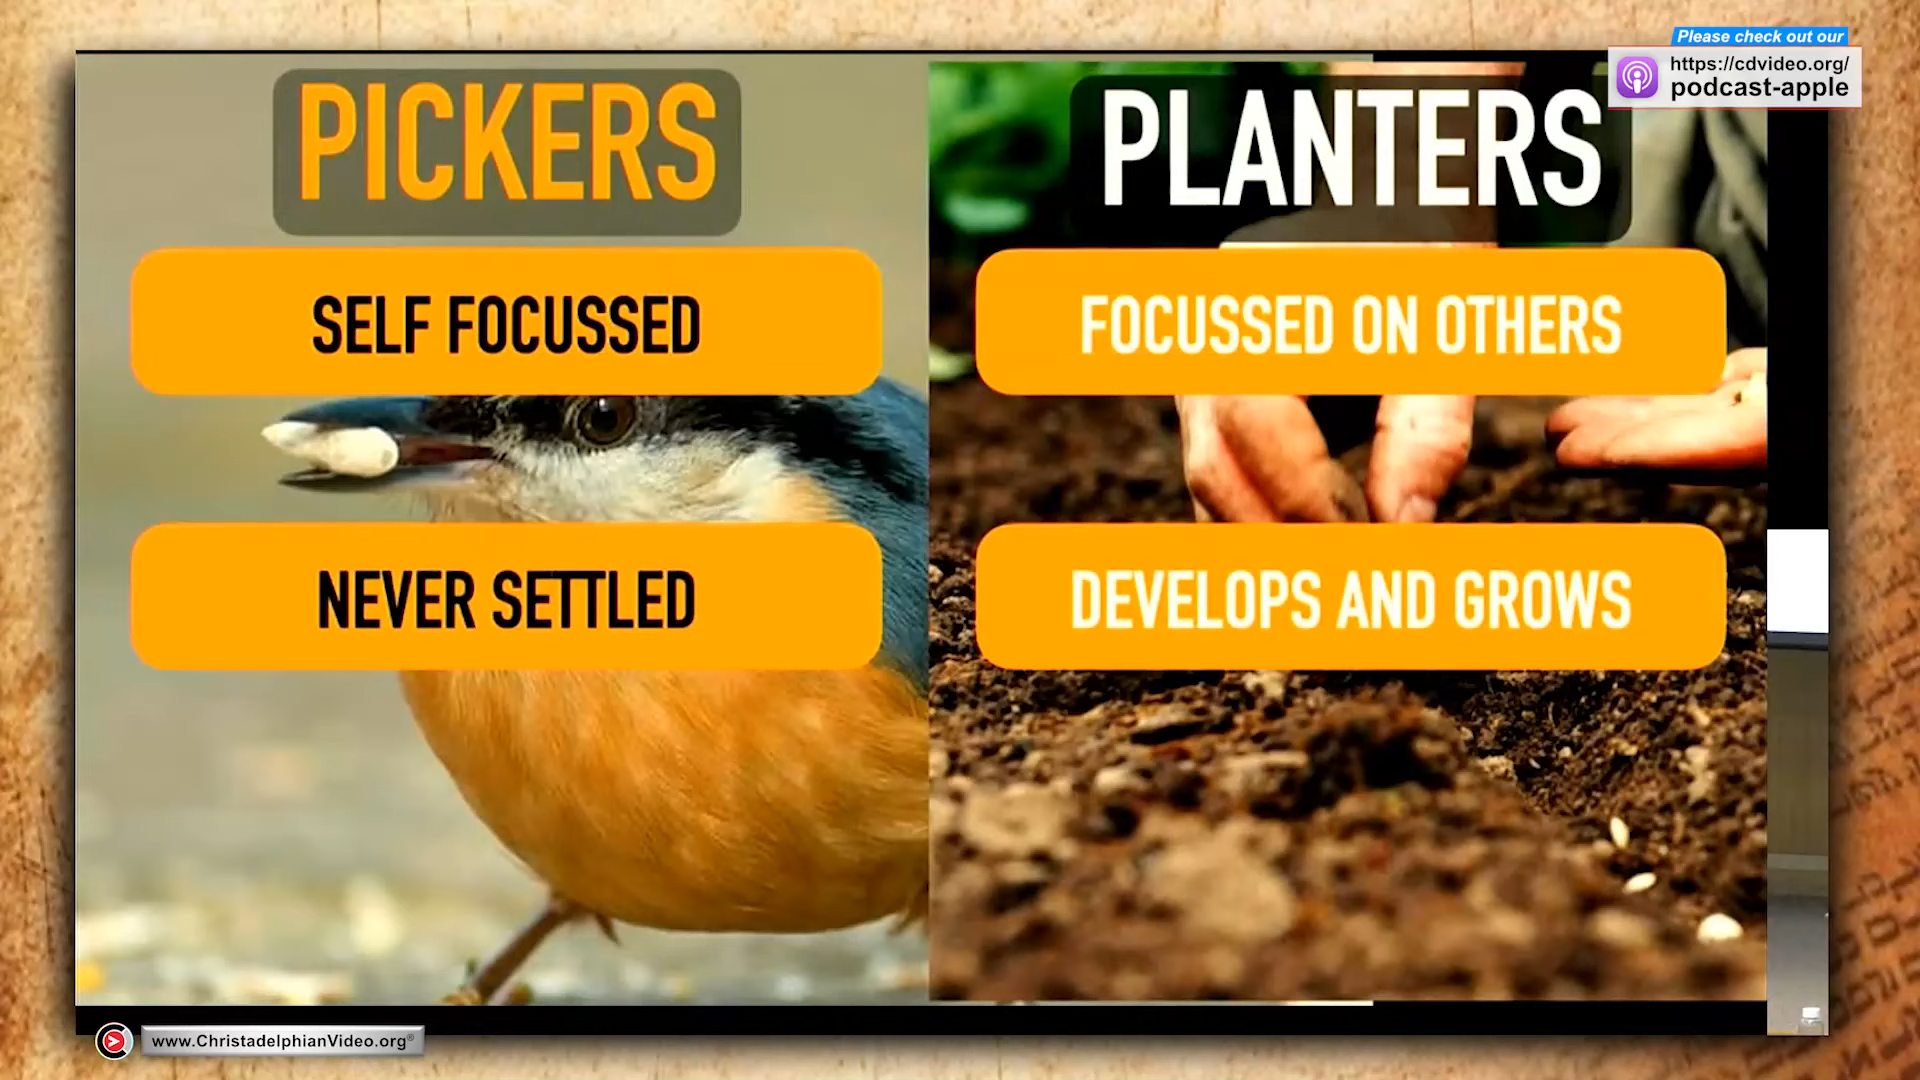 PICKERS
SELF FOCUSSED
NEVER SETTLED
PLANTERS
FOCUSSED ON OTHERS
DEVELOPS AND GROWS
Please check out our
https://cdvideo.org/
podcast-apple
www.ChristadelphianVideo.org®